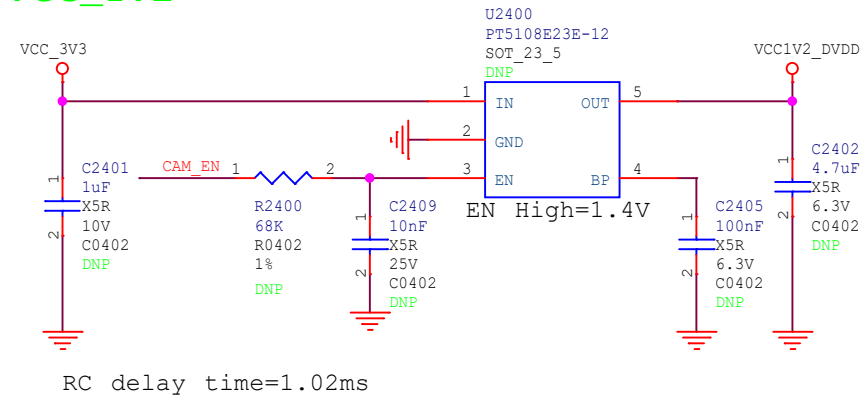 U2400
PT5108E23E-12
SOT_23_5
DNP
VCC_3V3
VCC1V2_DVDD
1
IN
OUT
5
2
GND
3
EN
BP
4
EN High=1.4V
CAM_EN
1
2
R2400
68K
R0402
1%
DNP
1
2
C2401
1uF
X5R
10V
C0402
DNP
1
2
C2409
10nF
X5R
25V
C0402
DNP
1
2
C2405
100nF
X5R
6.3V
C0402
DNP
1
2
C2402
4.7uF
X5R
6.3V
C0402
DNP
RC delay time=1.02ms